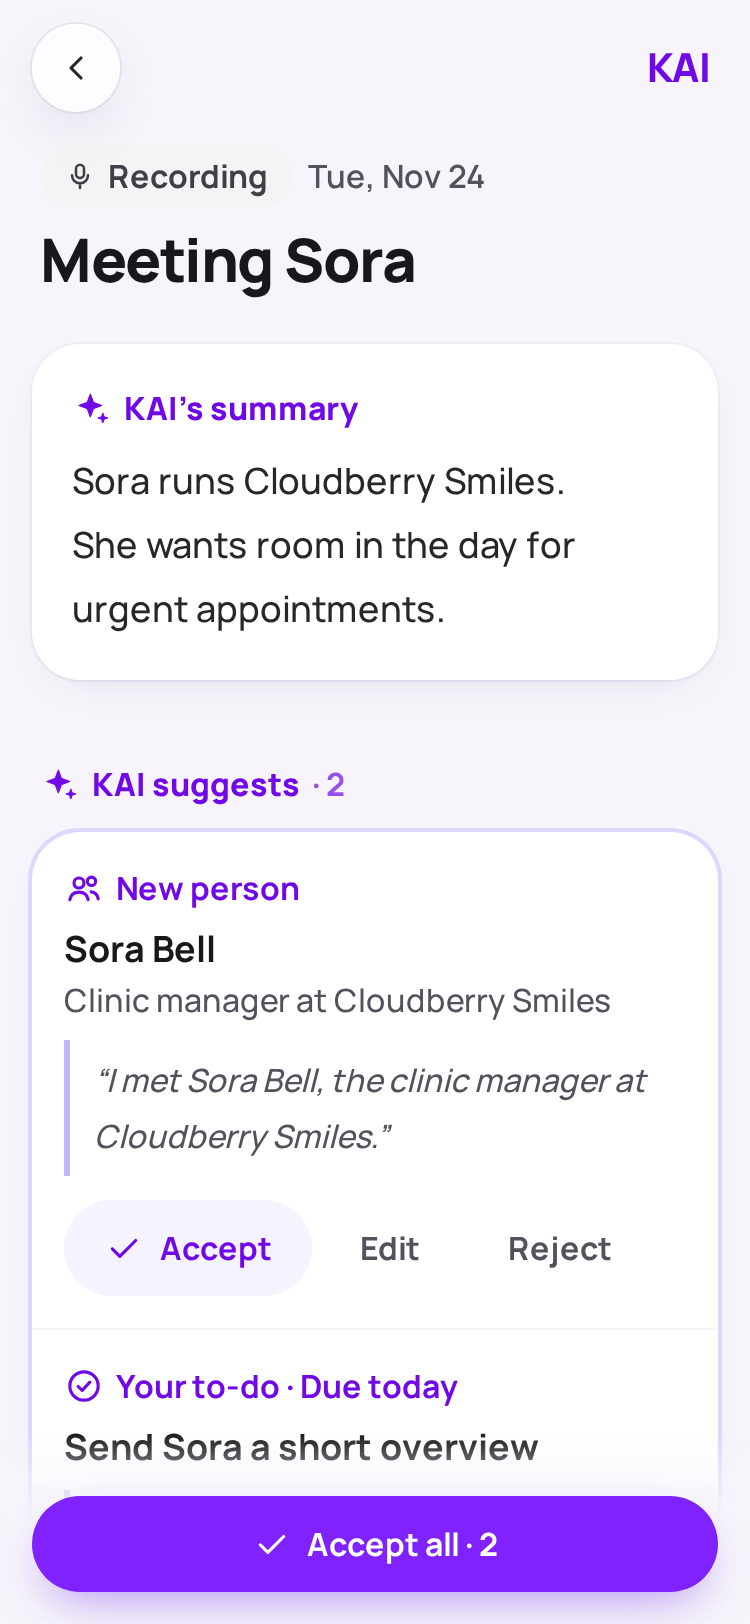 KAI
Recording Tue, Nov 24
Meeting Sora
KAI’s summary
Sora runs Cloudberry Smiles.
She wants room in the day for
urgent appointments.
KAI suggests · 2
New person
Sora Bell
Clinic manager at Cloudberry Smiles
“I met Sora Bell, the clinic manager at
Cloudberry Smiles.”
Accept Edit Reject
Your to-do · Due today
Send Sora a short overview
Accept all · 2